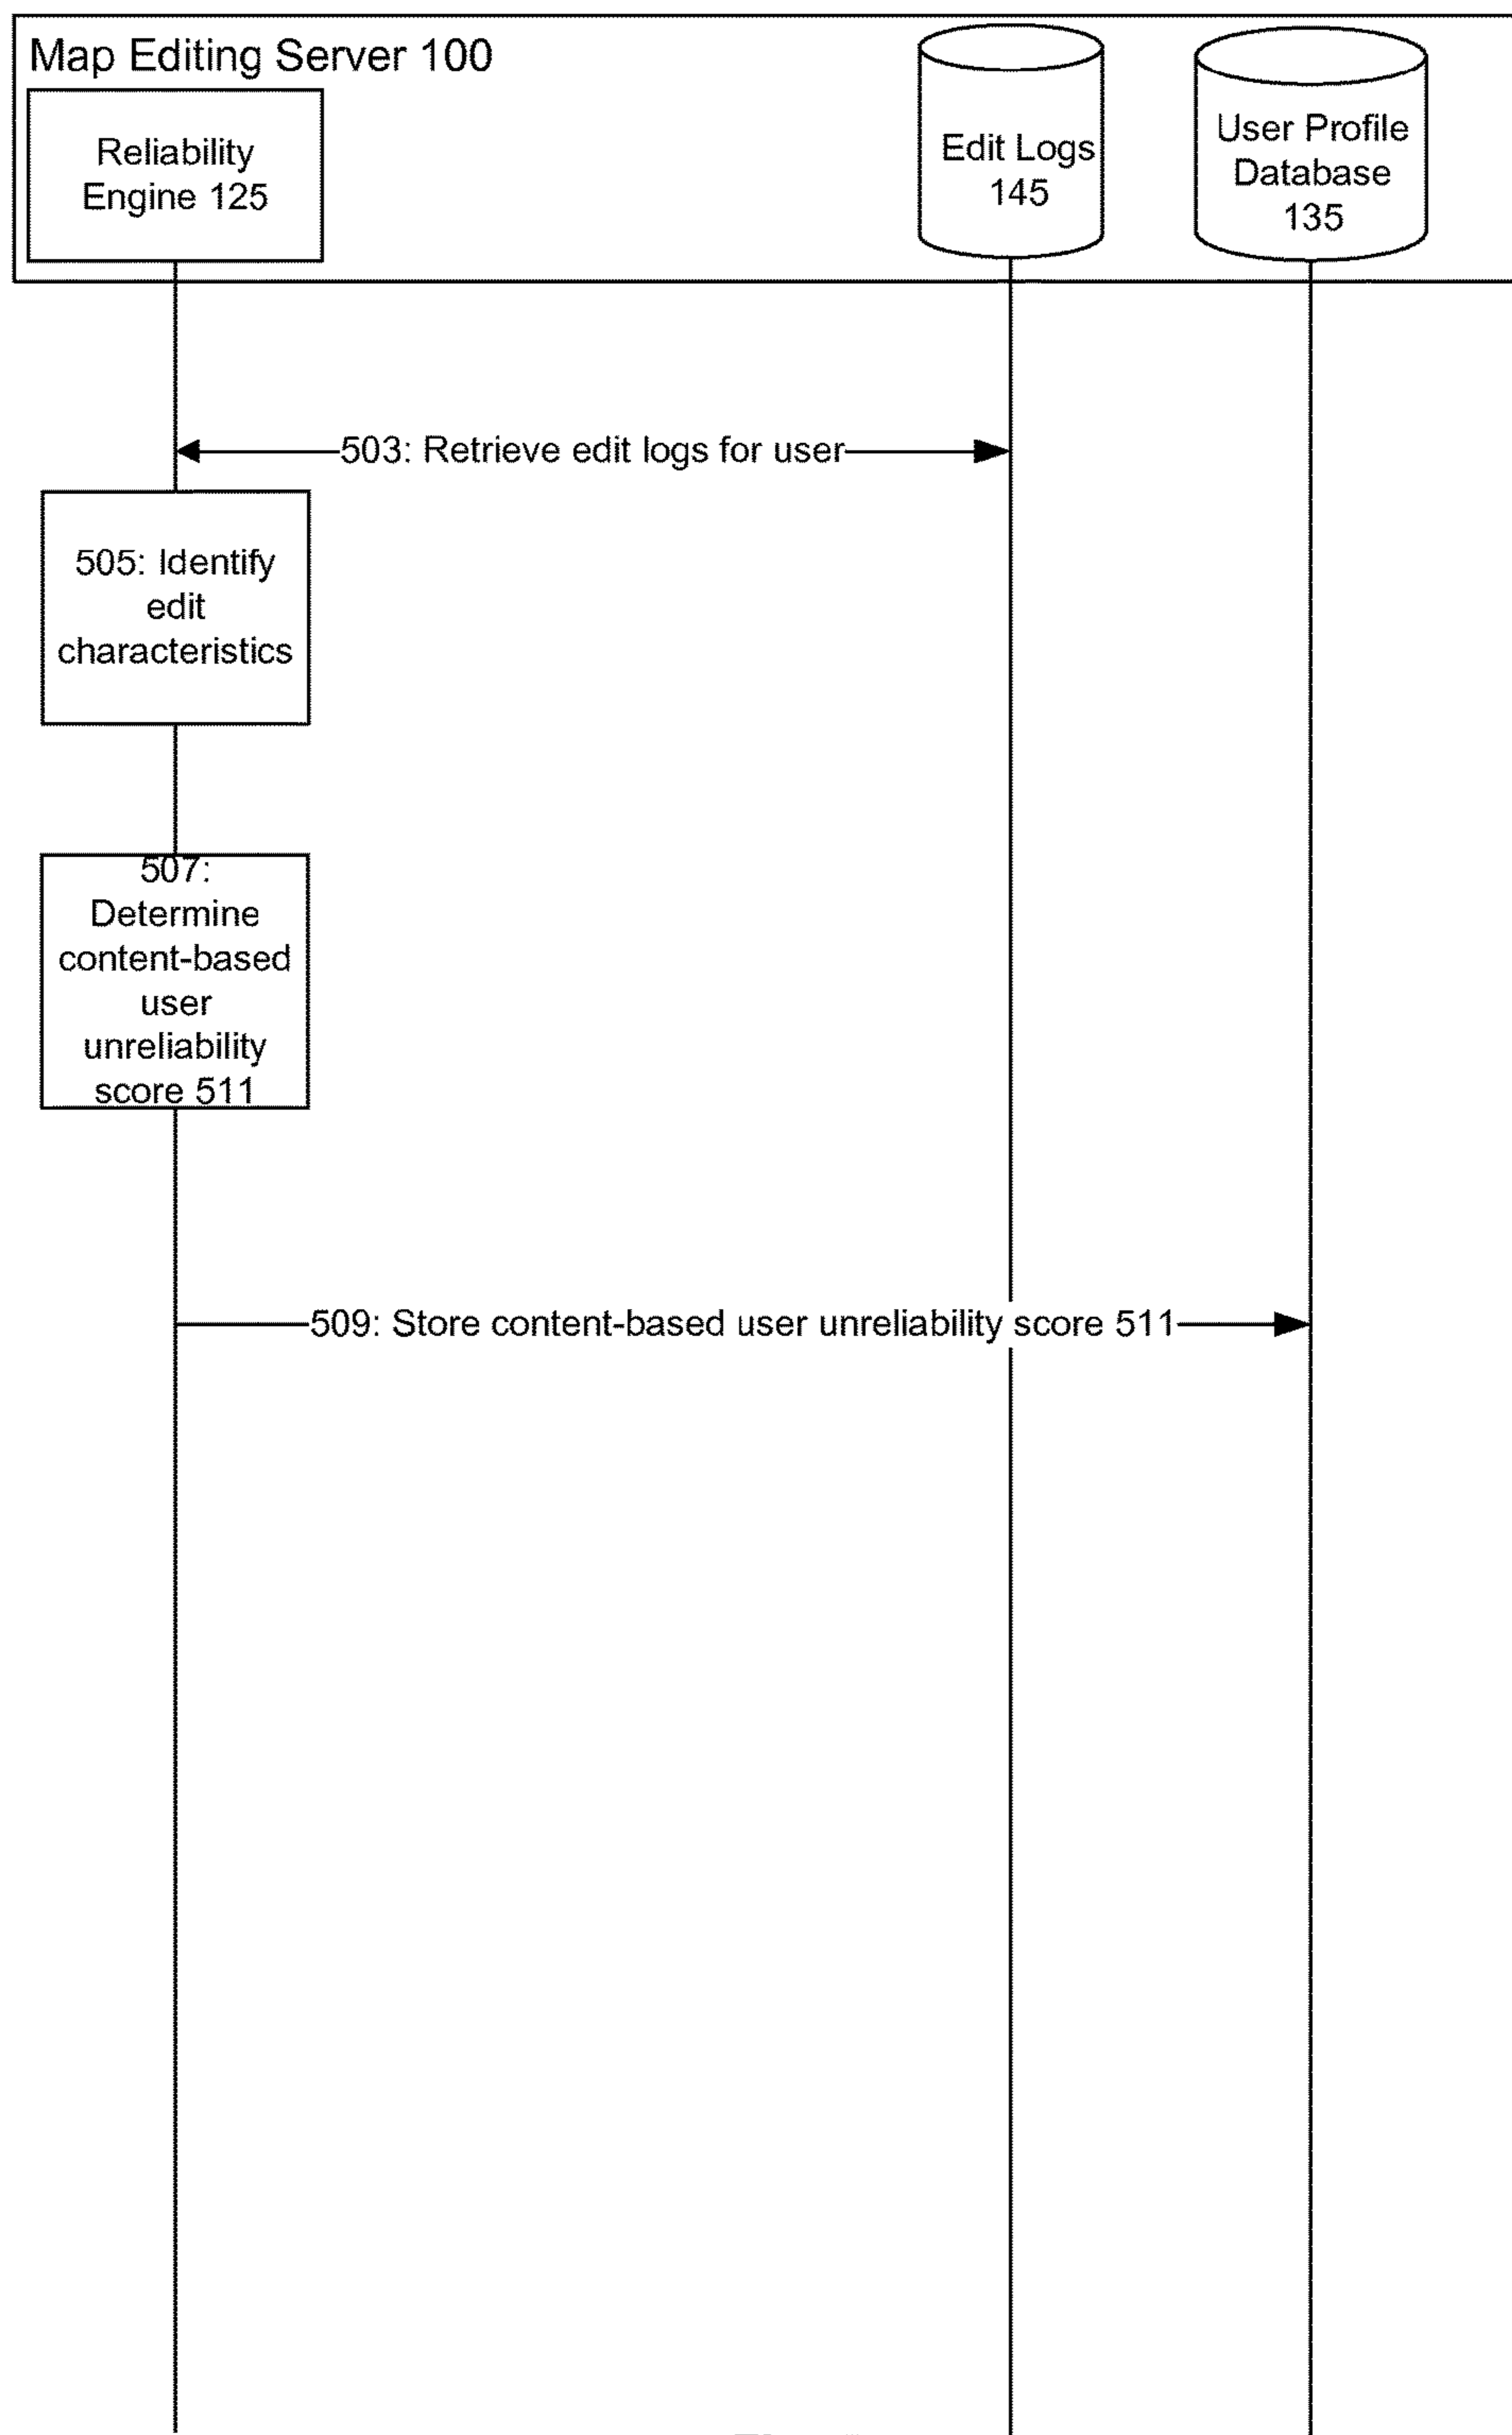 Map Editing Server 100
Reliability
Engine 125
Edit Logs
145
User Profile
Database
135
503: Retrieve edit logs for user
505: Identify
edit
characteristics
507:
Determine
content-based
user
unreliability
score 511
509: Store content-based user unreliability score 511